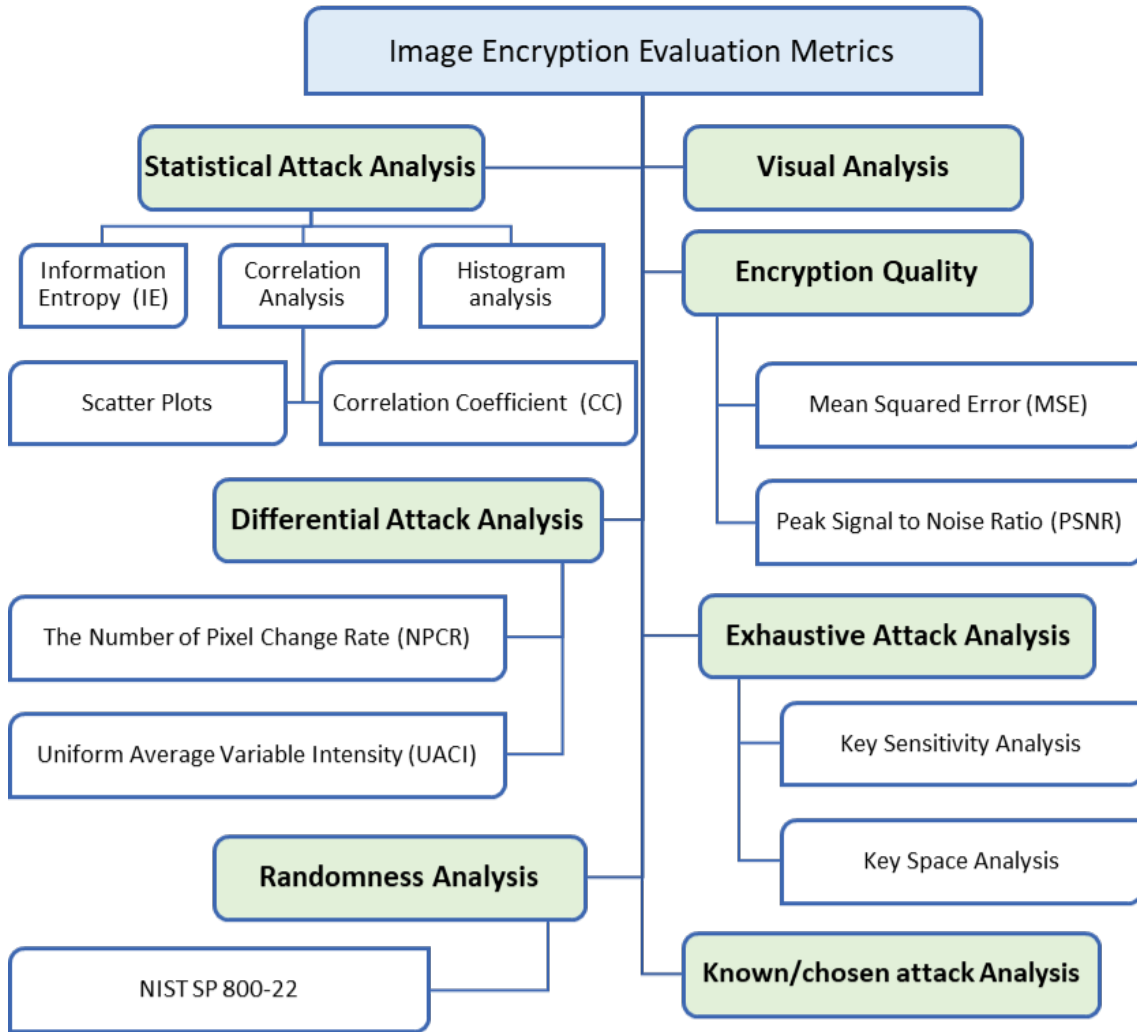 Image Encryption Evaluation Metrics
Statistical Attack Analysis
Visual Analysis
Information
Entropy (IE)
Correlation
Analysis
Histogram
analysis
Encryption Quality
Scatter Plots
Correlation Coefficient (CC)
Mean Squared Error (MSE)
Peak Signal to Noise Ratio (PSNR)
Differential Attack Analysis
The Number of Pixel Change Rate (NPCR)
Uniform Average Variable Intensity (UACI)
Exhaustive Attack Analysis
Key Sensitivity Analysis
Key Space Analysis
Randomness Analysis
NIST SP 800-22
Known/chosen attack Analysis